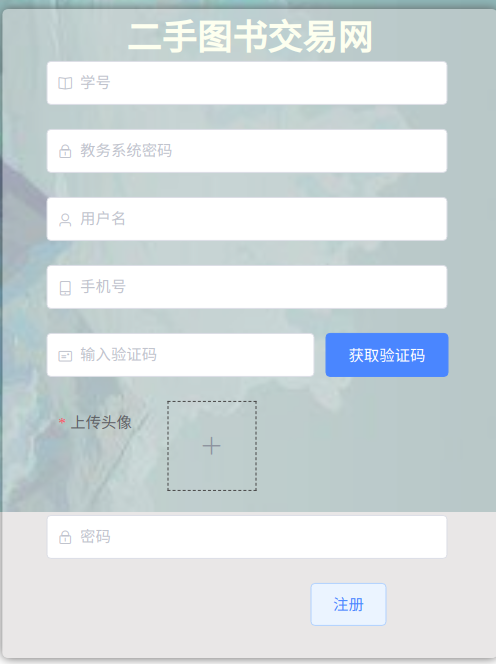 二手图书交易网
学号
教务系统密码
用户名
手机号
输入验证码 获取验证码
* 上传头像
密码
注册